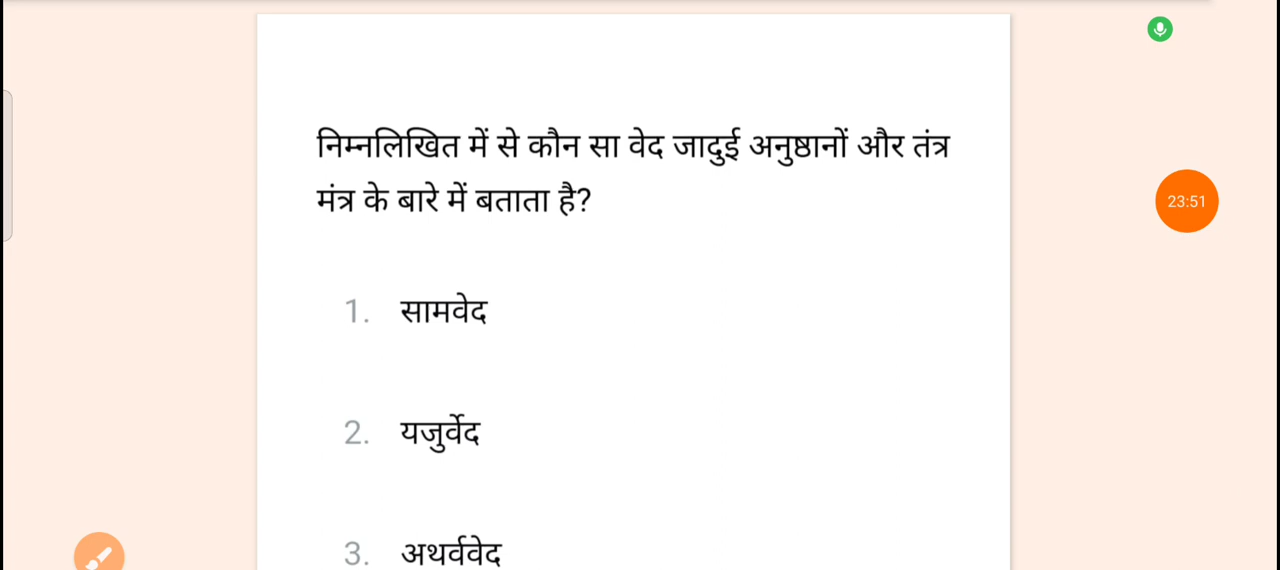 निम्नलिखित में से कौन सा वेद जादुई अनुष्ठानों और तंत्र
मंत्र के बारे में बताता है?
23:51
1. सामवेद
2. यजुर्वेद
3. अथर्ववेद